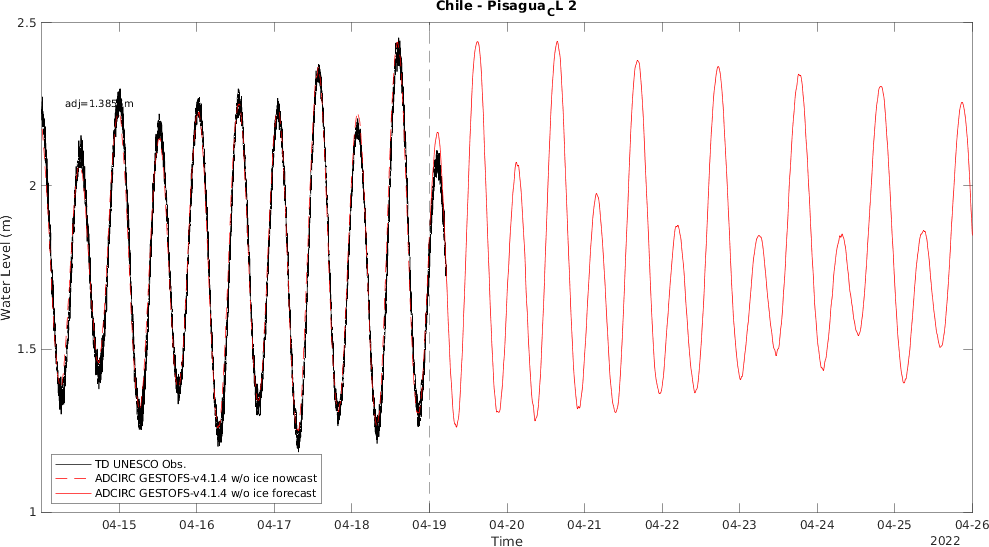 Chile - Pisagua_CL 2
2.5
adj=1.385 m
2
Water Level (m)
1.5
TD UNESCO Obs.
ADCIRC GESTOFS-v4.1.4 w/o ice nowcast
ADCIRC GESTOFS-v4.1.4 w/o ice forecast
1
04-15 04-16 04-17 04-18 04-19 04-20 04-21 04-22 04-23 04-24 04-25 04-26
Time
2022